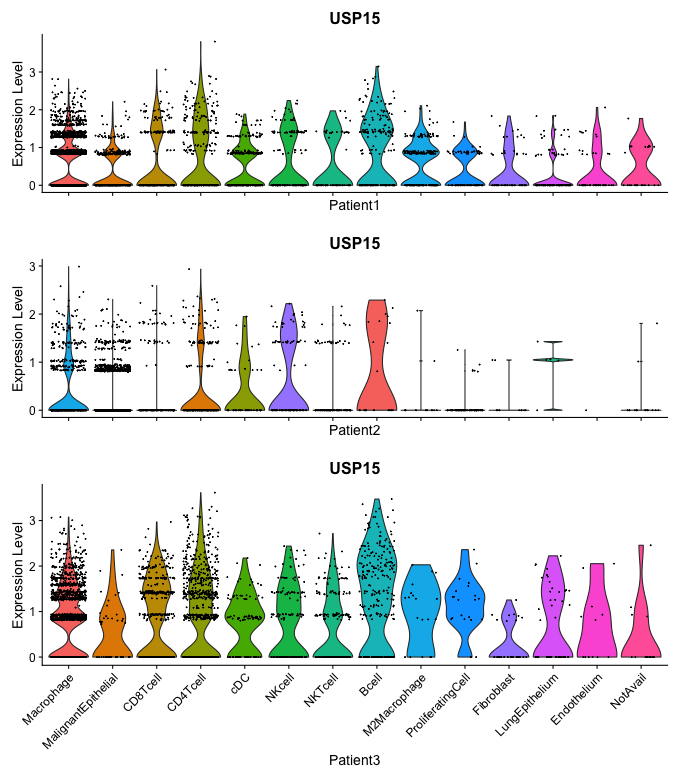 USP15
Expression Level
3
2
1
0
Patient1
USP15
Expression Level
3
2
1
0
Patient2
USP15
Expression Level
3
2
1
0
Macrophage
MalignantEpithelial
CD8Tcell
CD4Tcell
cDC
NKcell
NKTcell
Bcell
M2Macrophage
ProliferatingCell
Fibroblast
LungEpithelium
Endothelium
NotAvail
Patient3